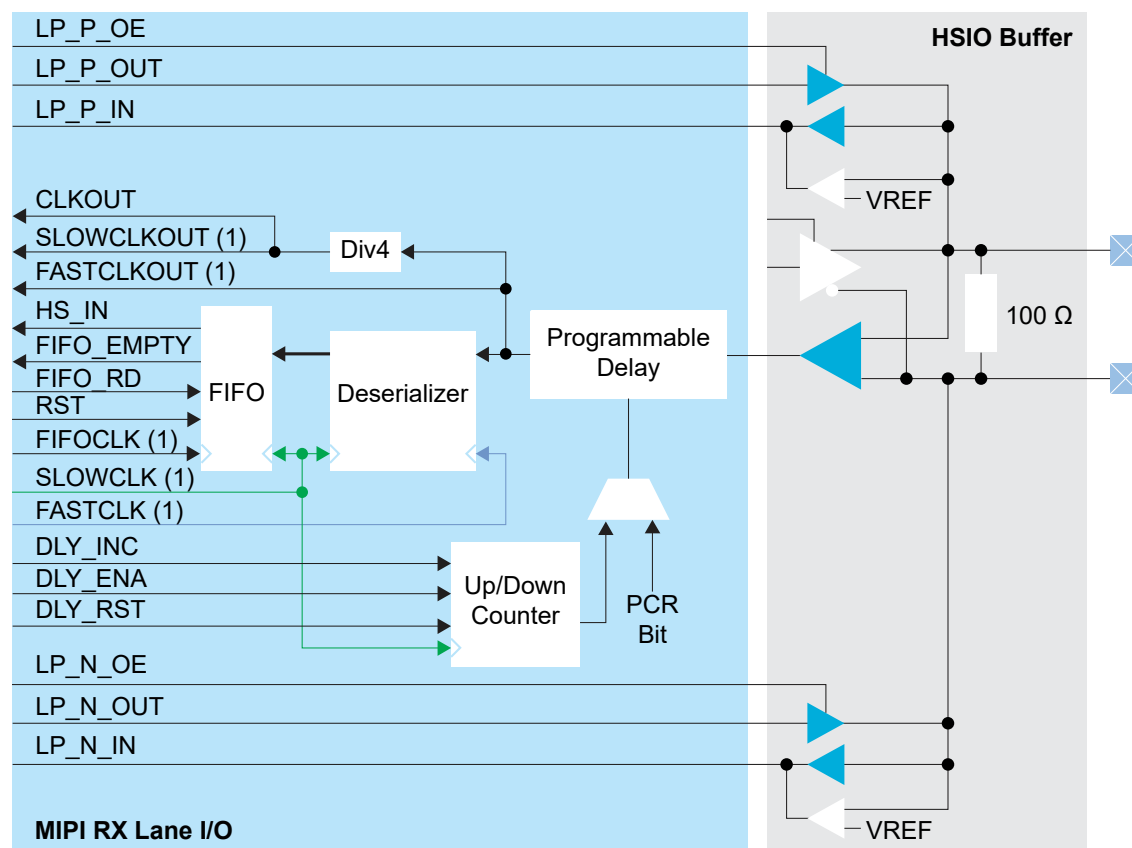 LP_P_OE
HSIO Buffer
LP_P_OUT
LP_P_IN
CLKOUT
VREF
SLOWCLKOUT (1)
Div4
FASTCLKOUT (1)
HS_IN
100 Ω
FIFO_EMPTY
Programmable
Delay
FIFO_RD
FIFO
Deserializer
RST
FIFOCLK (1)
SLOWCLK (1)
FASTCLK (1)
DLY_INC
DLY_ENA
Up/Down
Counter
PCR
Bit
DLY_RST
LP_N_OE
LP_N_OUT
LP_N_IN
MIPI RX Lane I/O
VREF